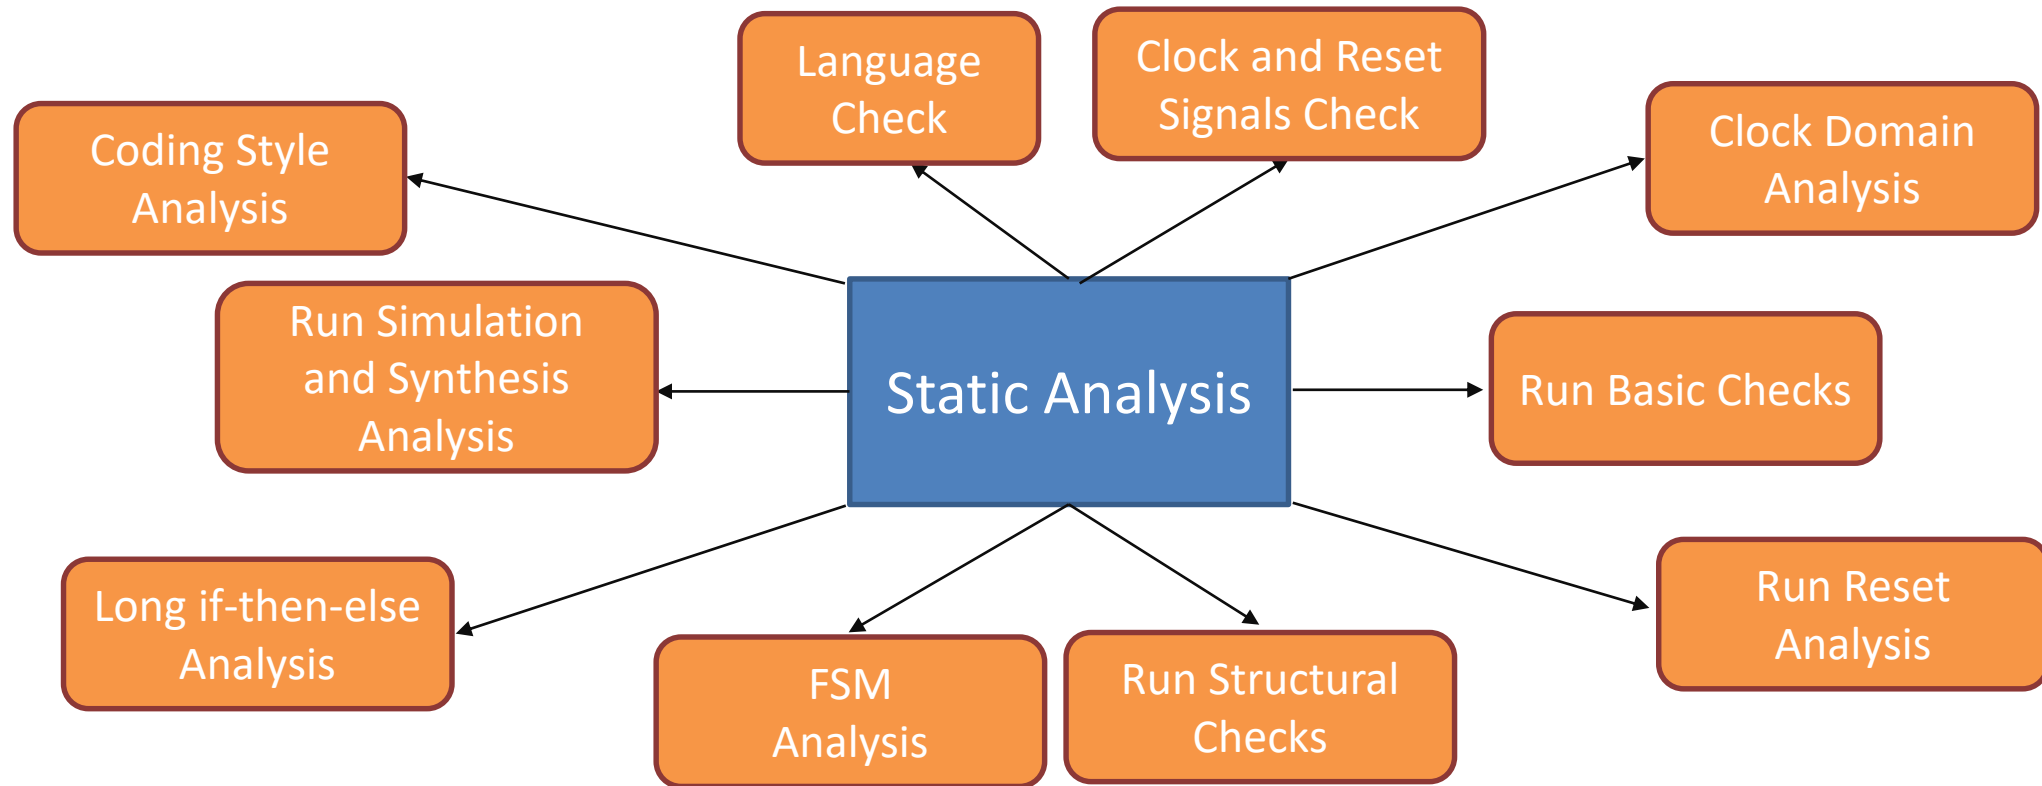 Language
Check
Clock and Reset
Signals Check
Coding Style
Analysis
Clock Domain
Analysis
Run Simulation
and Synthesis
Analysis
Static Analysis
Run Basic Checks
Long if-then-else
Analysis
FSM
Analysis
Run Structural
Checks
Run Reset
Analysis